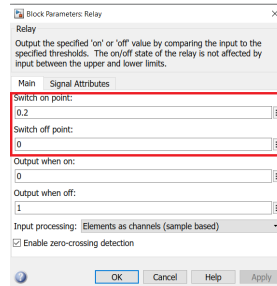 Block Parameters: Relay
Relay
Output the specified 'on' or 'off' value by comparing the input to the
specified thresholds. The on/off state of the relay is not affected by
input between the upper and lower limits.
Main Signal Attributes
Switch on point:
0.2
Switch off point:
0
Output when on:
0
Output when off:
1
Input processing: Elements as channels (sample based)
Enable zero-crossing detection
OK Cancel Help Apply